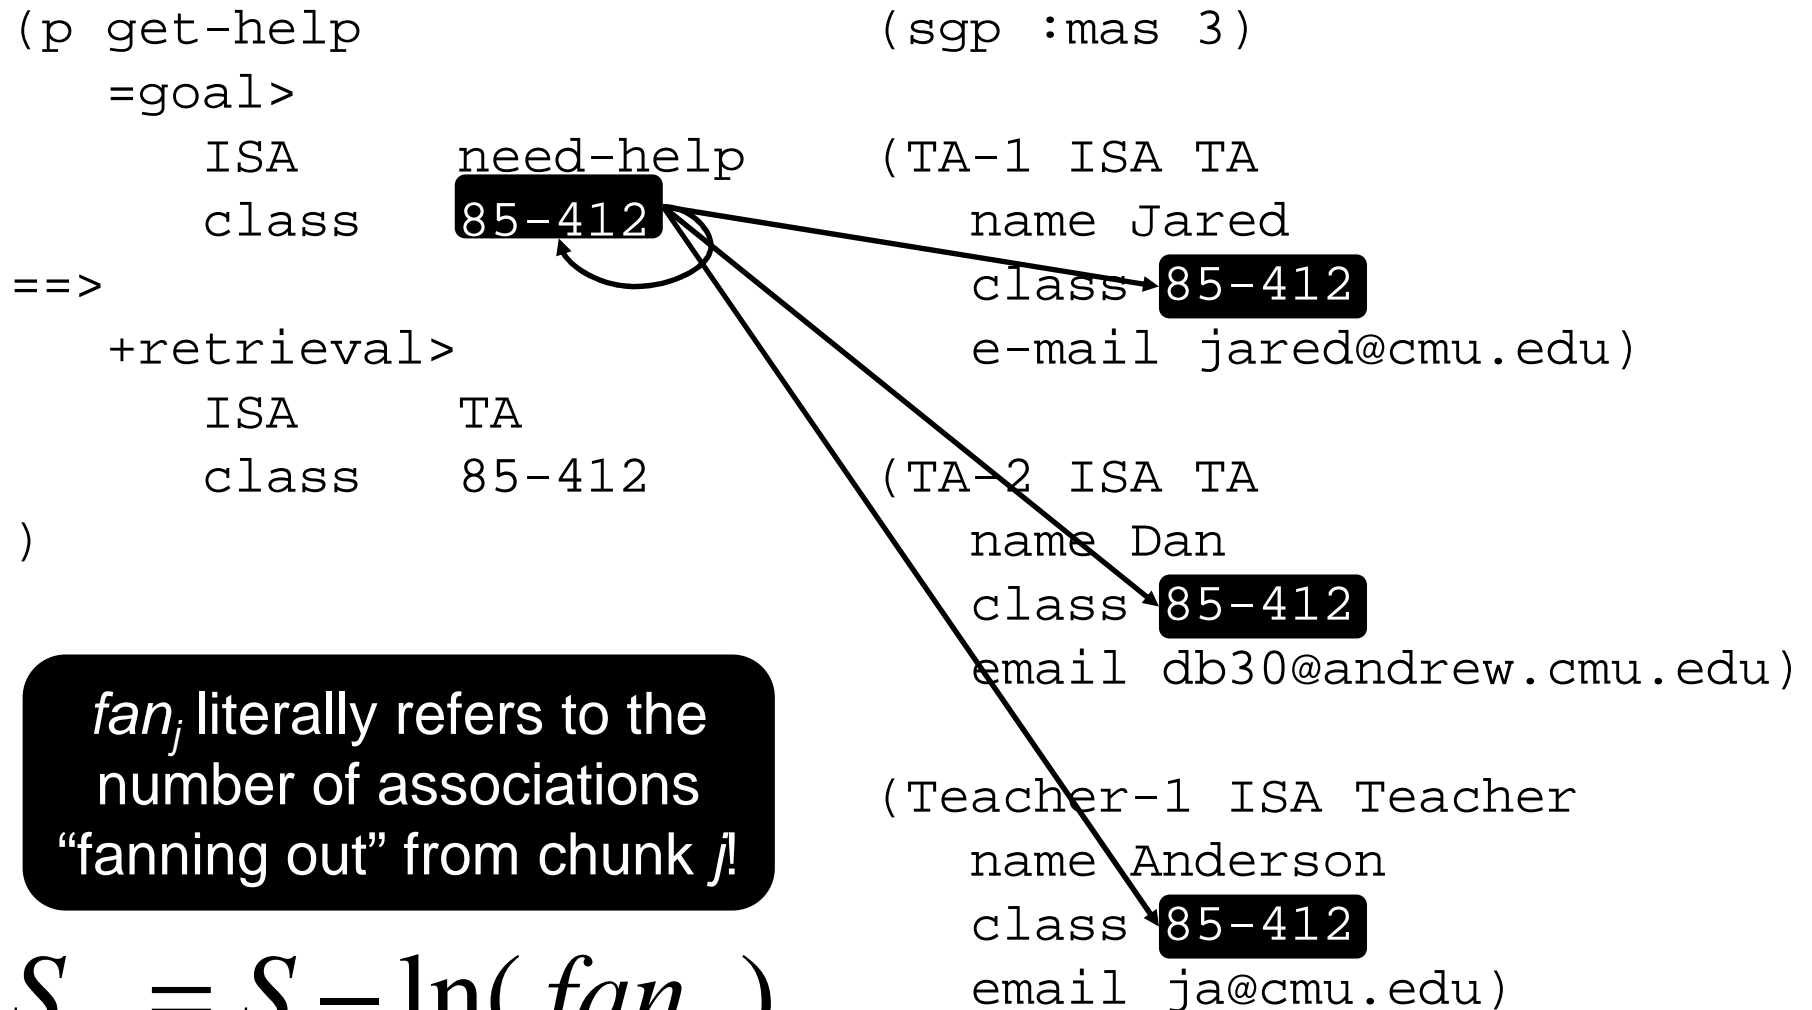 (p get-help
=goal>
ISA need-help
class 85-412
==>
+retrieval>
ISA TA
class 85-412
)
fanj literally refers to the
number of associations
“fanning out” from chunk j!
S = S – ln( fan )
(sgp :mas 3)
(TA-1 ISA TA
name Jared
class 85-412
e-mail jared@cmu.edu)
(TA-2 ISA TA
name Dan
class 85-412
email db30@andrew.cmu.edu)
(Teacher-1 ISA Teacher
name Anderson
class 85-412
email ja@cmu.edu)